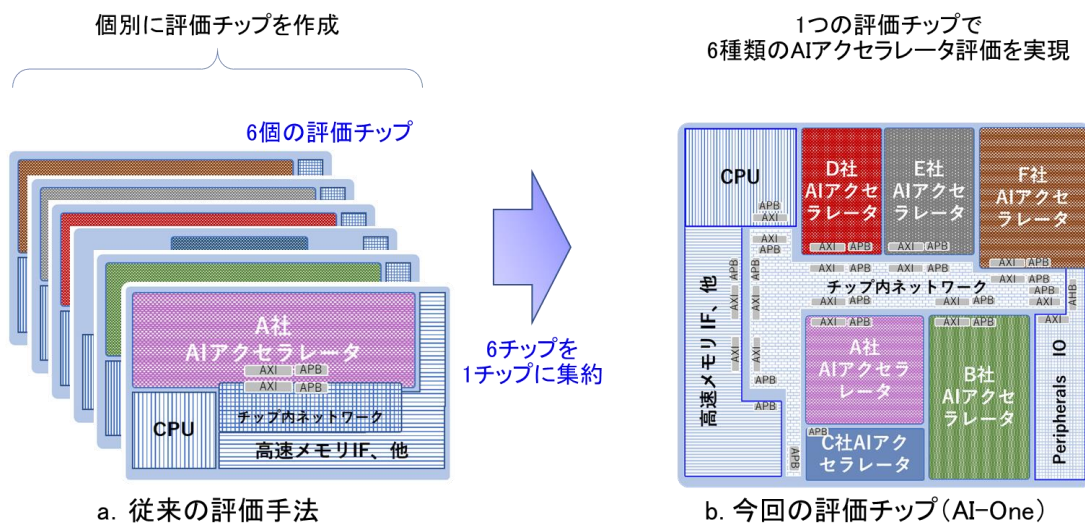 個別に評価チップを作成
6個の評価チップ
A社
AIアクセラレータ
AXI APB
AXI APB
チップ内ネットワーク
CPU
高速メモリIF、他
a. 従来の評価手法
6チップを
1チップに集約
1つの評価チップで
6種類のAIアクセラレータ評価を実現
CPU
APB
AXI
D社
AIアクセ
ラレータ
AXI APB
E社
AIアクセ
ラレータ
AXI APB
F社
AIアクセ
ラレータ
AXI APB
AXI
APB
AXI APB
AXI APB
AXI APB
チップ内ネットワーク
APB
AHB
AXI APB
AXI APB
AXI
AXI
APB
APB
AXI
AXI
AXI
AXI
APB
APB
APB
高速メモリIF、他
AXI APB
A社
AIアクセラ
レータ
AXI APB
B社
AIアクセ
ラレータ
APB
C社AIアク
セラレータ
Peripherals IO
b. 今回の評価チップ(AI-One)